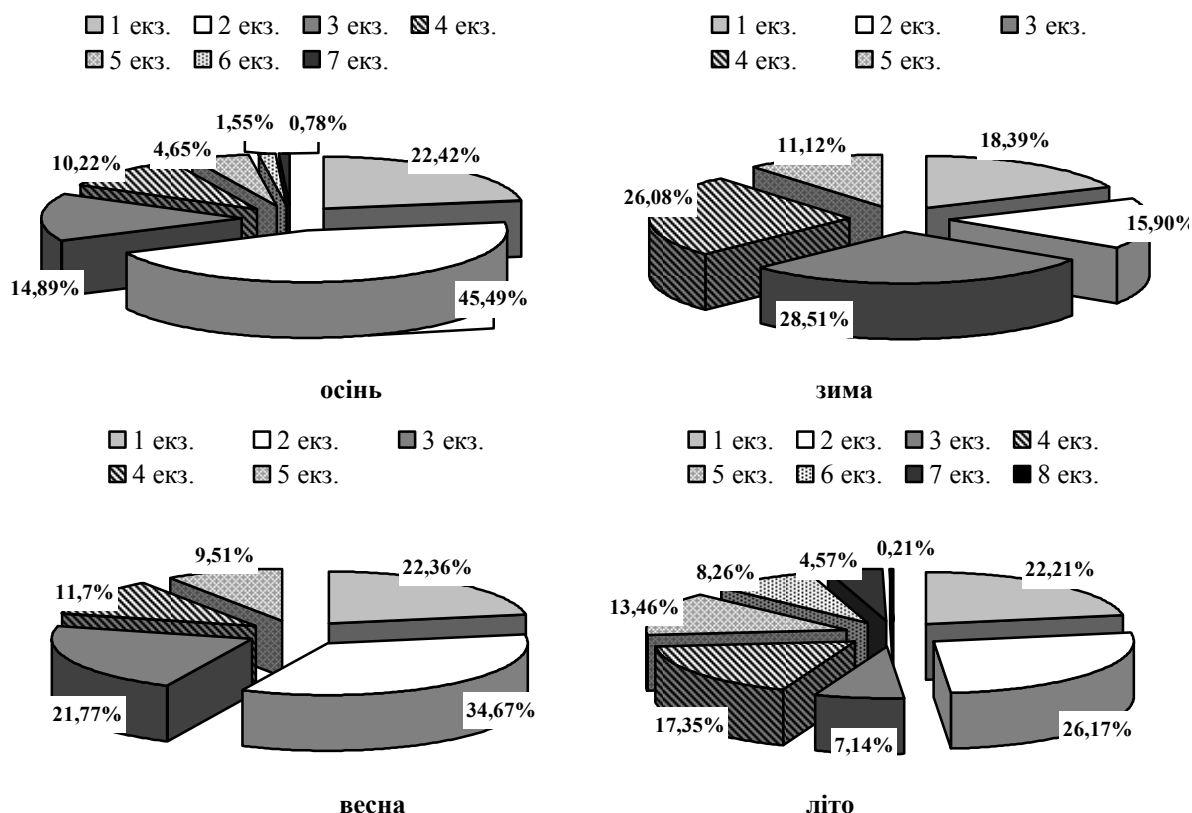 1 екз. 2 екз. 3 екз. 4 екз.
5 екз. 6 екз. 7 екз.
1,55% 0,78%
4,65%
10,22%
22,42%
14,89%
45,49%
осінь
1 екз. 2 екз. 3 екз.
4 екз. 5 екз.
11,12%
18,39%
26,08%
15,90%
28,51%
зима
1 екз. 2 екз. 3 екз.
4 екз. 5 екз.
9,51%
22,36%
11,7%
21,77%
34,67%
весна
1 екз. 2 екз. 3 екз. 4 екз.
5 екз. 6 екз. 7 екз. 8 екз.
0,21%
4,57%
8,26%
22,21%
13,46%
17,35%
7,14%
26,17%
літо